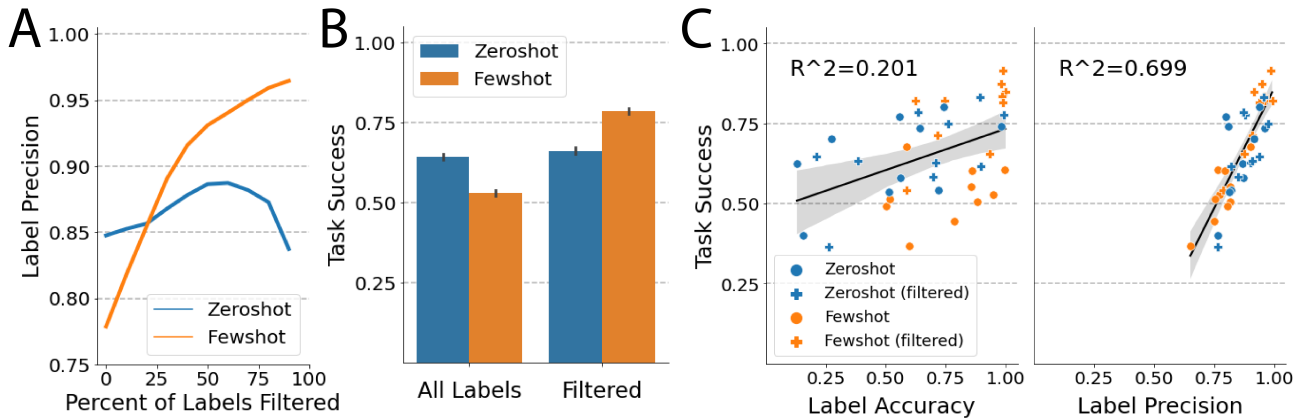 A
1.00
0.95
0.90
0.85
0.80
0.75
Label Precision
0
25
50
75
100
Percent of Labels Filtered
Zeroshot
Fewshot
B
1.00
0.75
0.50
0.25
Task Success
Zeroshot
Fewshot
All Labels
Filtered
C
1.00
0.75
0.50
0.25
Task Success
R^2=0.201
Zeroshot
Zeroshot (filtered)
Fewshot
Fewshot (filtered)
0.25
0.50
0.75
1.00
Label Accuracy
R^2=0.699
0.25
0.50
0.75
1.00
Label Precision